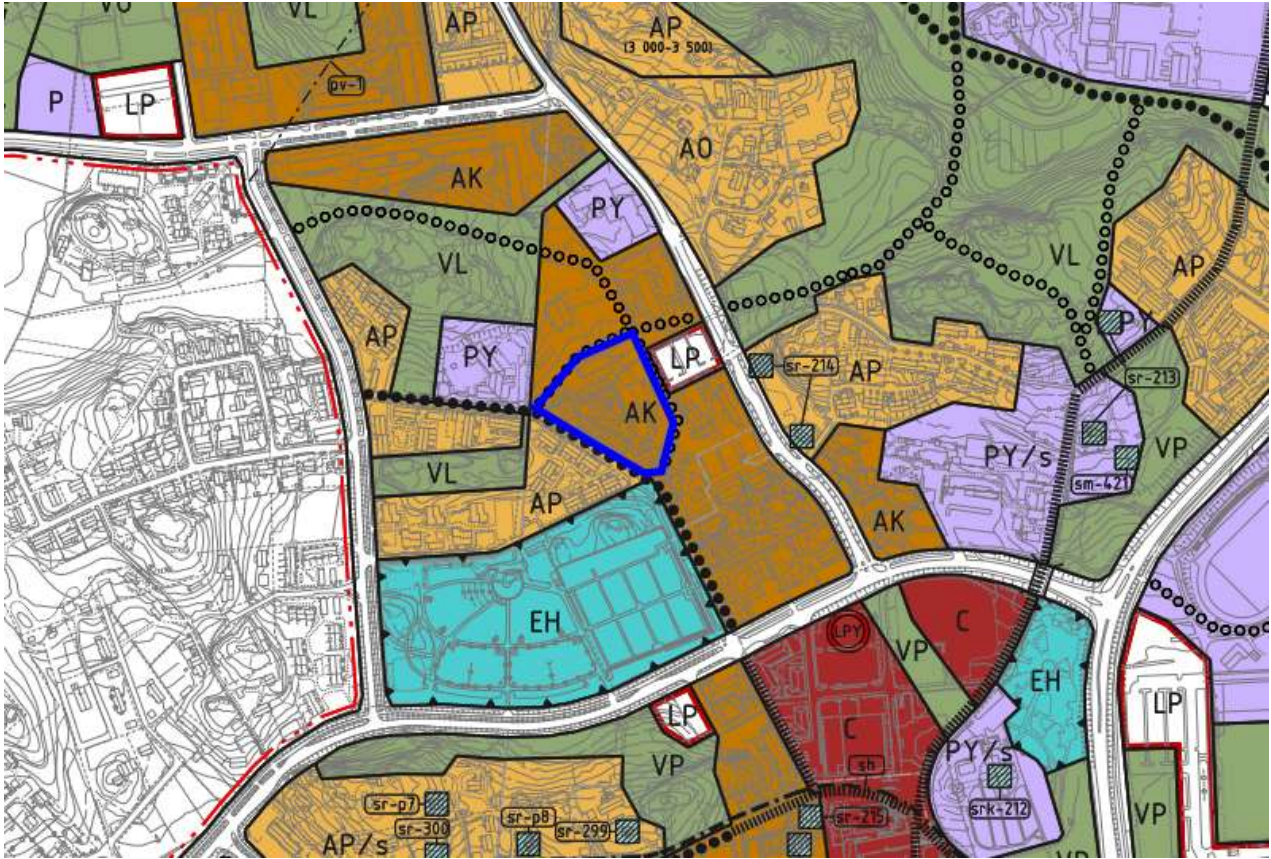 VL
AP
AP
(3 000-3 500)
pv-1
P
LP
AO
AK
PY
VL
VL
AP
AP
PY
PY
LP
sr-214
AP
sr-213
AK
VL
AP
PY/s
VP
sm-421
AK
EH
LPY
VP
C
EH
LP
LP
C
PY/s
VP
sh
sr-p7
sr-300
sr-p8
sr-299
sr-215
srk-212
VP
AP/s